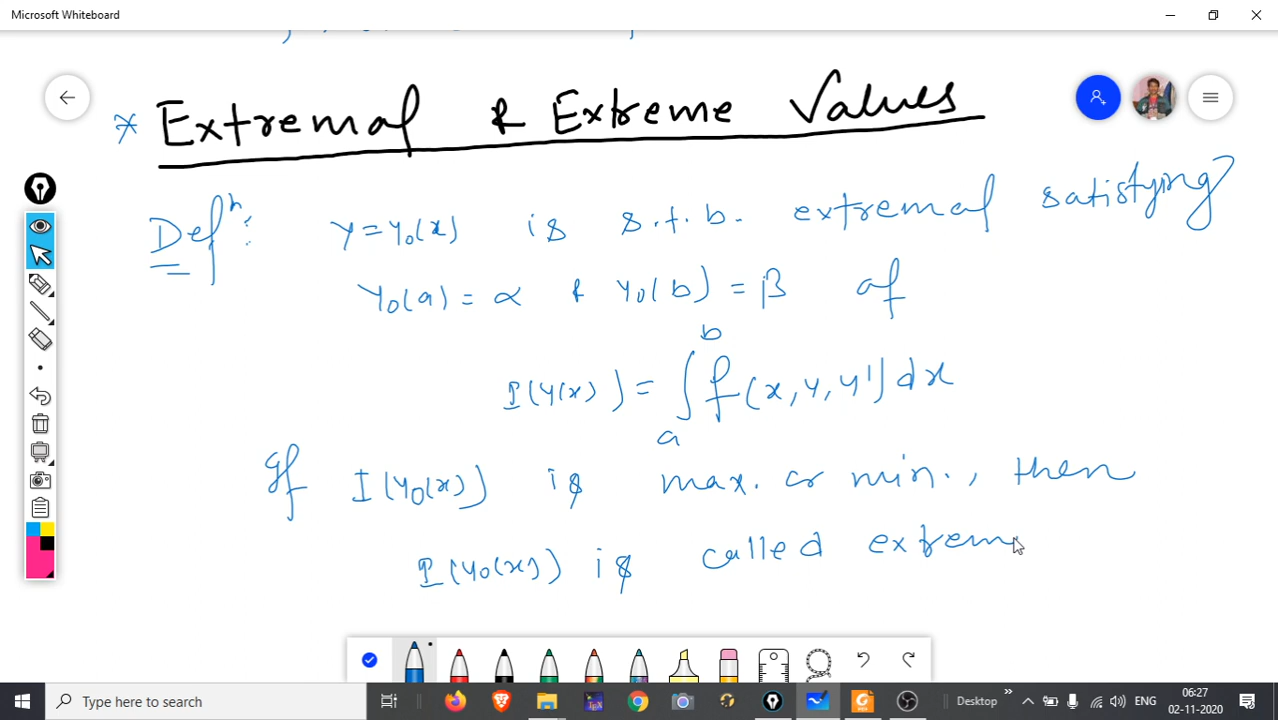 Microsoft Whiteboard
* Extremal & Extreme Values
Defⁿ: y=y₀(x) is s.t.b. extremal satisfying
y₀(a) = α & y₀(b) = β of
I(y(x)) = ∫ₐᵇ f(x, y, y') dx
If I(y₀(x)) is max. or min., then
I(y₀(x)) is called extrem
Type here to search
Desktop
ENG
06:27
02-11-2020